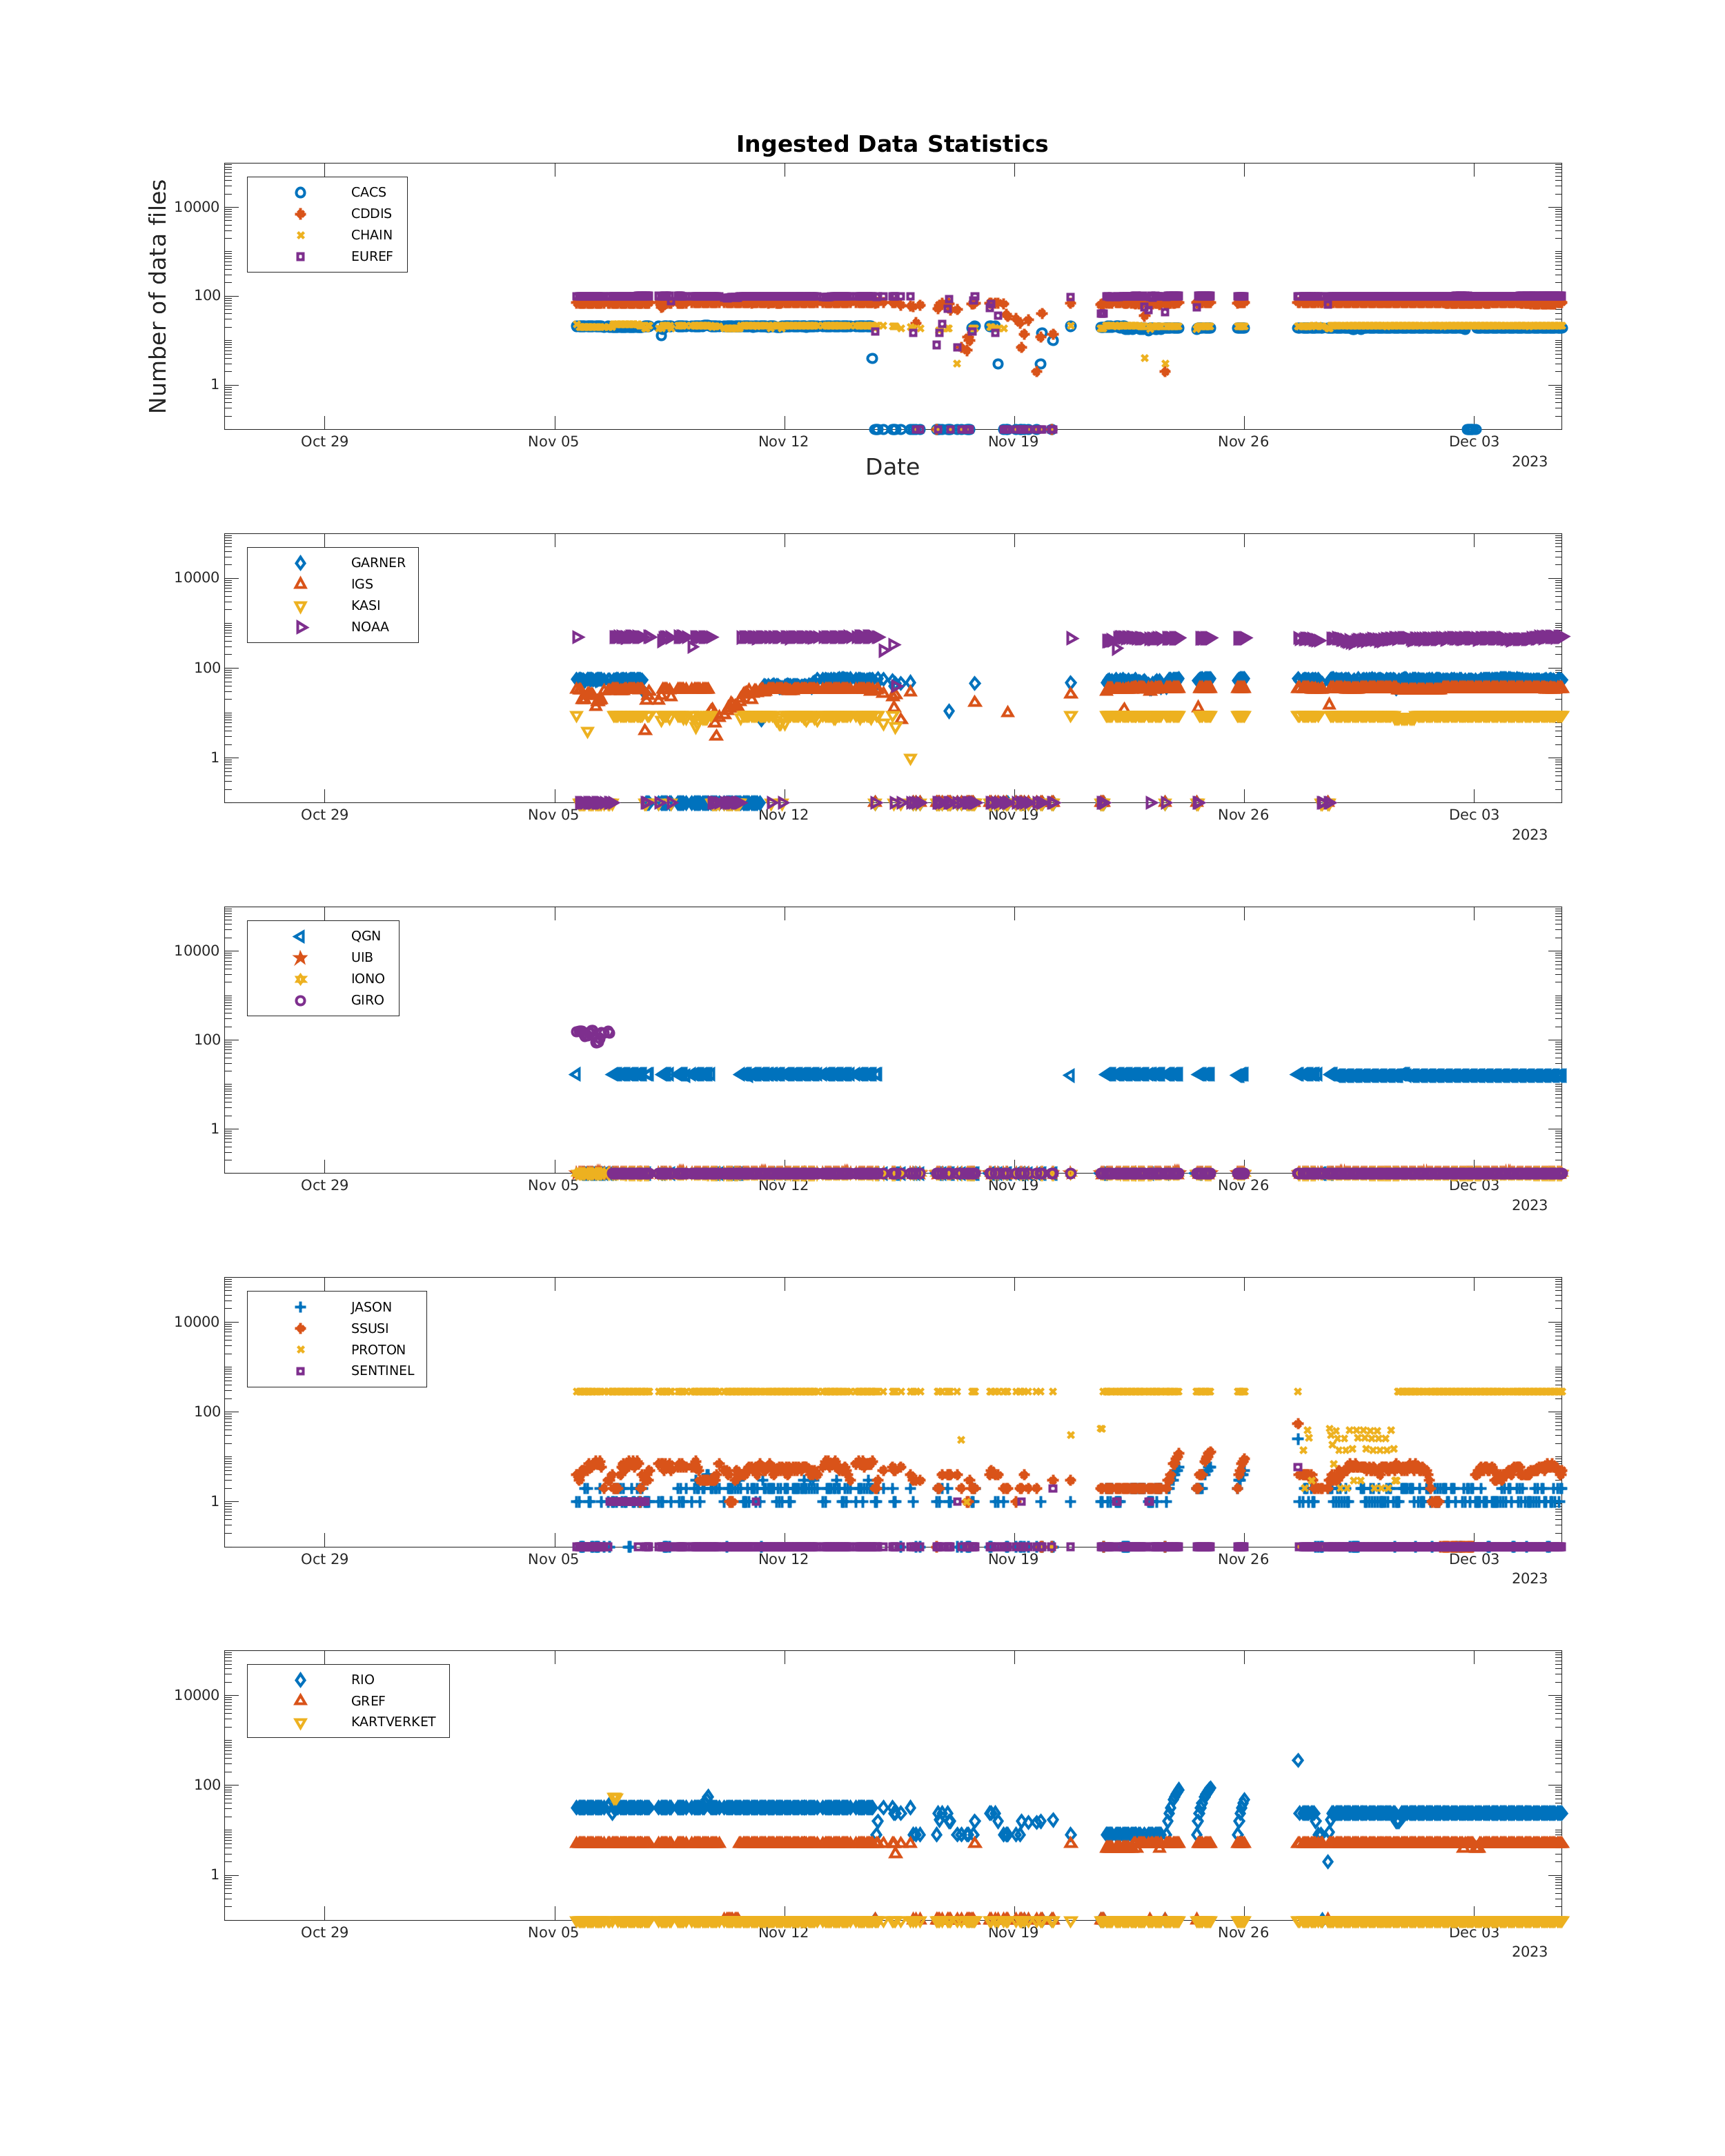 Ingested Data Statistics
Number of data files
10000
100
1
CACS
CDDIS
CHAIN
EUREF
Oct 29 Nov 05 Nov 12 Nov 19 Nov 26 Dec 03
2023
Date
10000
100
1
GARNER
IGS
KASI
NOAA
Oct 29 Nov 05 Nov 12 Nov 19 Nov 26 Dec 03
2023
10000
100
1
QGN
UIB
IONO
GIRO
Oct 29 Nov 05 Nov 12 Nov 19 Nov 26 Dec 03
2023
10000
100
1
JASON
SSUSI
PROTON
SENTINEL
Oct 29 Nov 05 Nov 12 Nov 19 Nov 26 Dec 03
2023
10000
100
1
RIO
GREF
KARTVERKET
Oct 29 Nov 05 Nov 12 Nov 19 Nov 26 Dec 03
2023